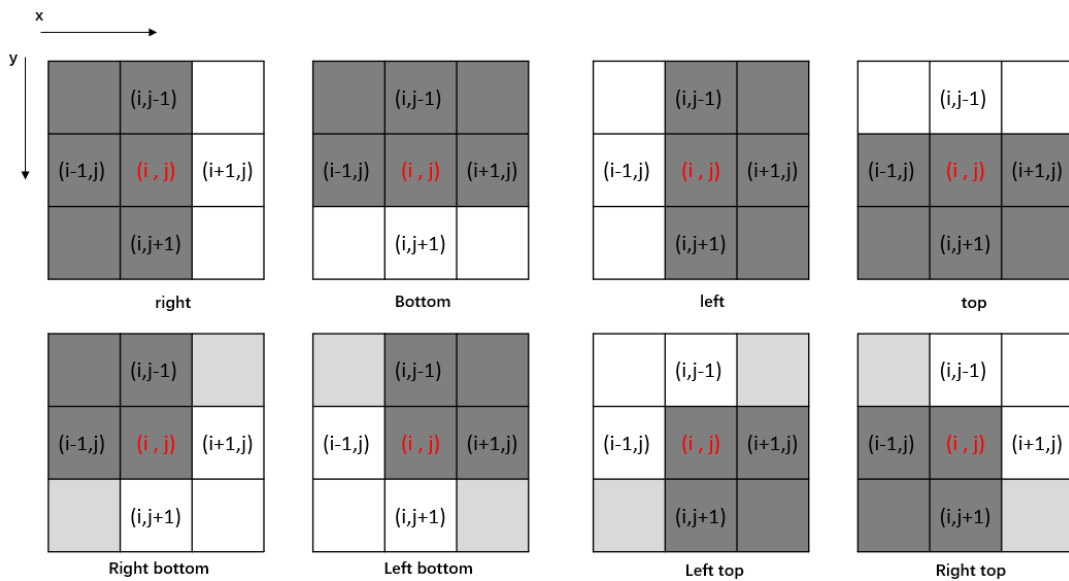 x
y
(i,j-1) (i,j-1) (i,j-1) (i,j-1)
(i-1,j) (i , j) (i+1,j) (i-1,j) (i , j) (i+1,j) (i-1,j) (i , j) (i+1,j) (i-1,j) (i , j) (i+1,j)
(i,j+1) (i,j+1) (i,j+1) (i,j+1)
right Bottom left top
(i,j-1) (i,j-1) (i,j-1) (i,j-1)
(i-1,j) (i , j) (i+1,j) (i-1,j) (i , j) (i+1,j) (i-1,j) (i , j) (i+1,j) (i-1,j) (i , j) (i+1,j)
(i,j+1) (i,j+1) (i,j+1) (i,j+1)
Right bottom Left bottom Left top Right top